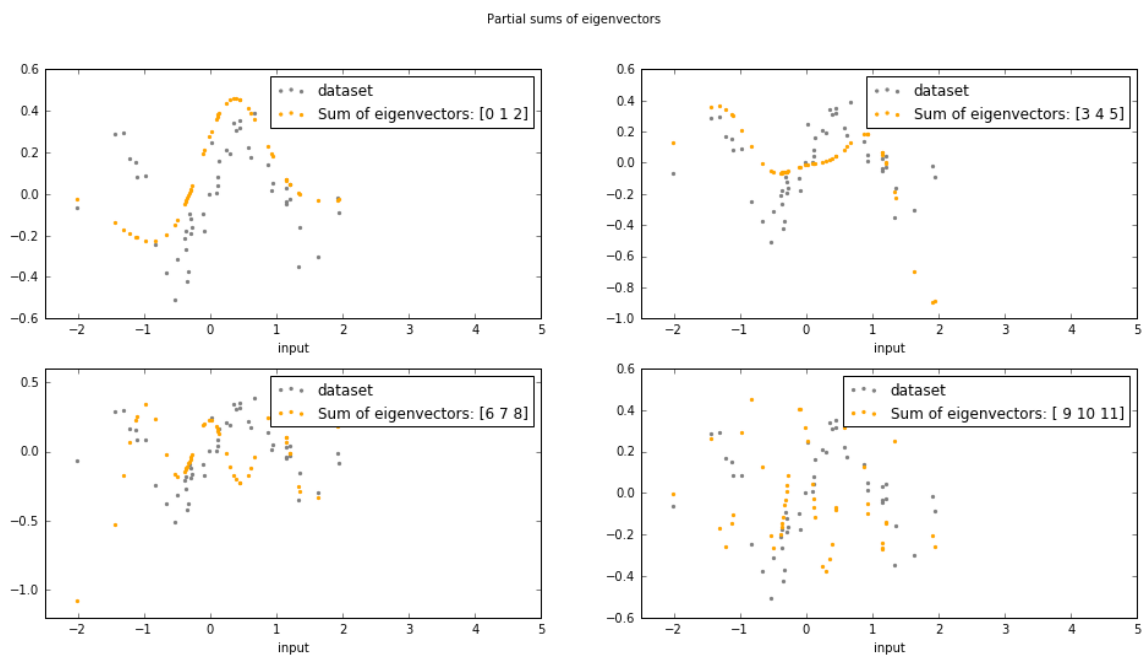 Partial sums of eigenvectors
0.6
0.4
0.2
0.0
−0.2
−0.4
−0.6
dataset
Sum of eigenvectors: [0 1 2]
−2 −1 0 1 2 3 4 5
input
0.6
0.4
0.2
0.0
−0.2
−0.4
−0.6
−0.8
−1.0
dataset
Sum of eigenvectors: [3 4 5]
−2 −1 0 1 2 3 4 5
input
0.5
0.0
−0.5
−1.0
dataset
Sum of eigenvectors: [6 7 8]
−2 −1 0 1 2 3 4 5
input
0.6
0.4
0.2
0.0
−0.2
−0.4
−0.6
dataset
Sum of eigenvectors: [ 9 10 11]
−2 −1 0 1 2 3 4 5
input